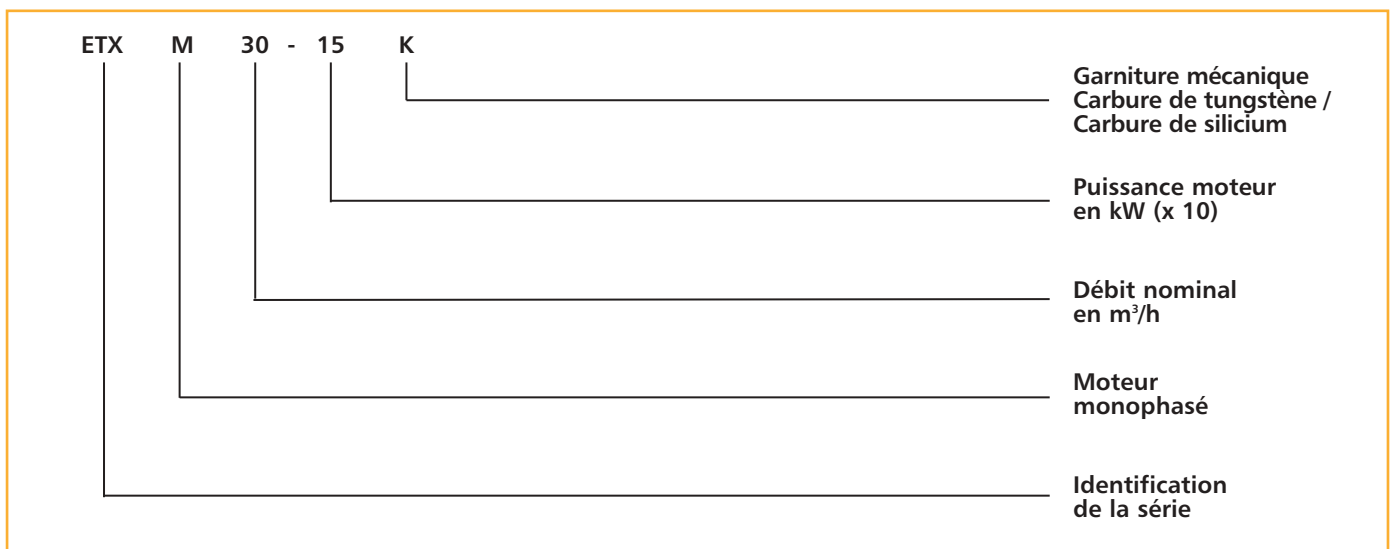 ETX M 30 - 15 K
Garniture mécanique
Carbure de tungstène /
Carbure de silicium
Puissance moteur
en kW (x 10)
Débit nominal
en m³/h
Moteur
monophasé
Identification
de la série